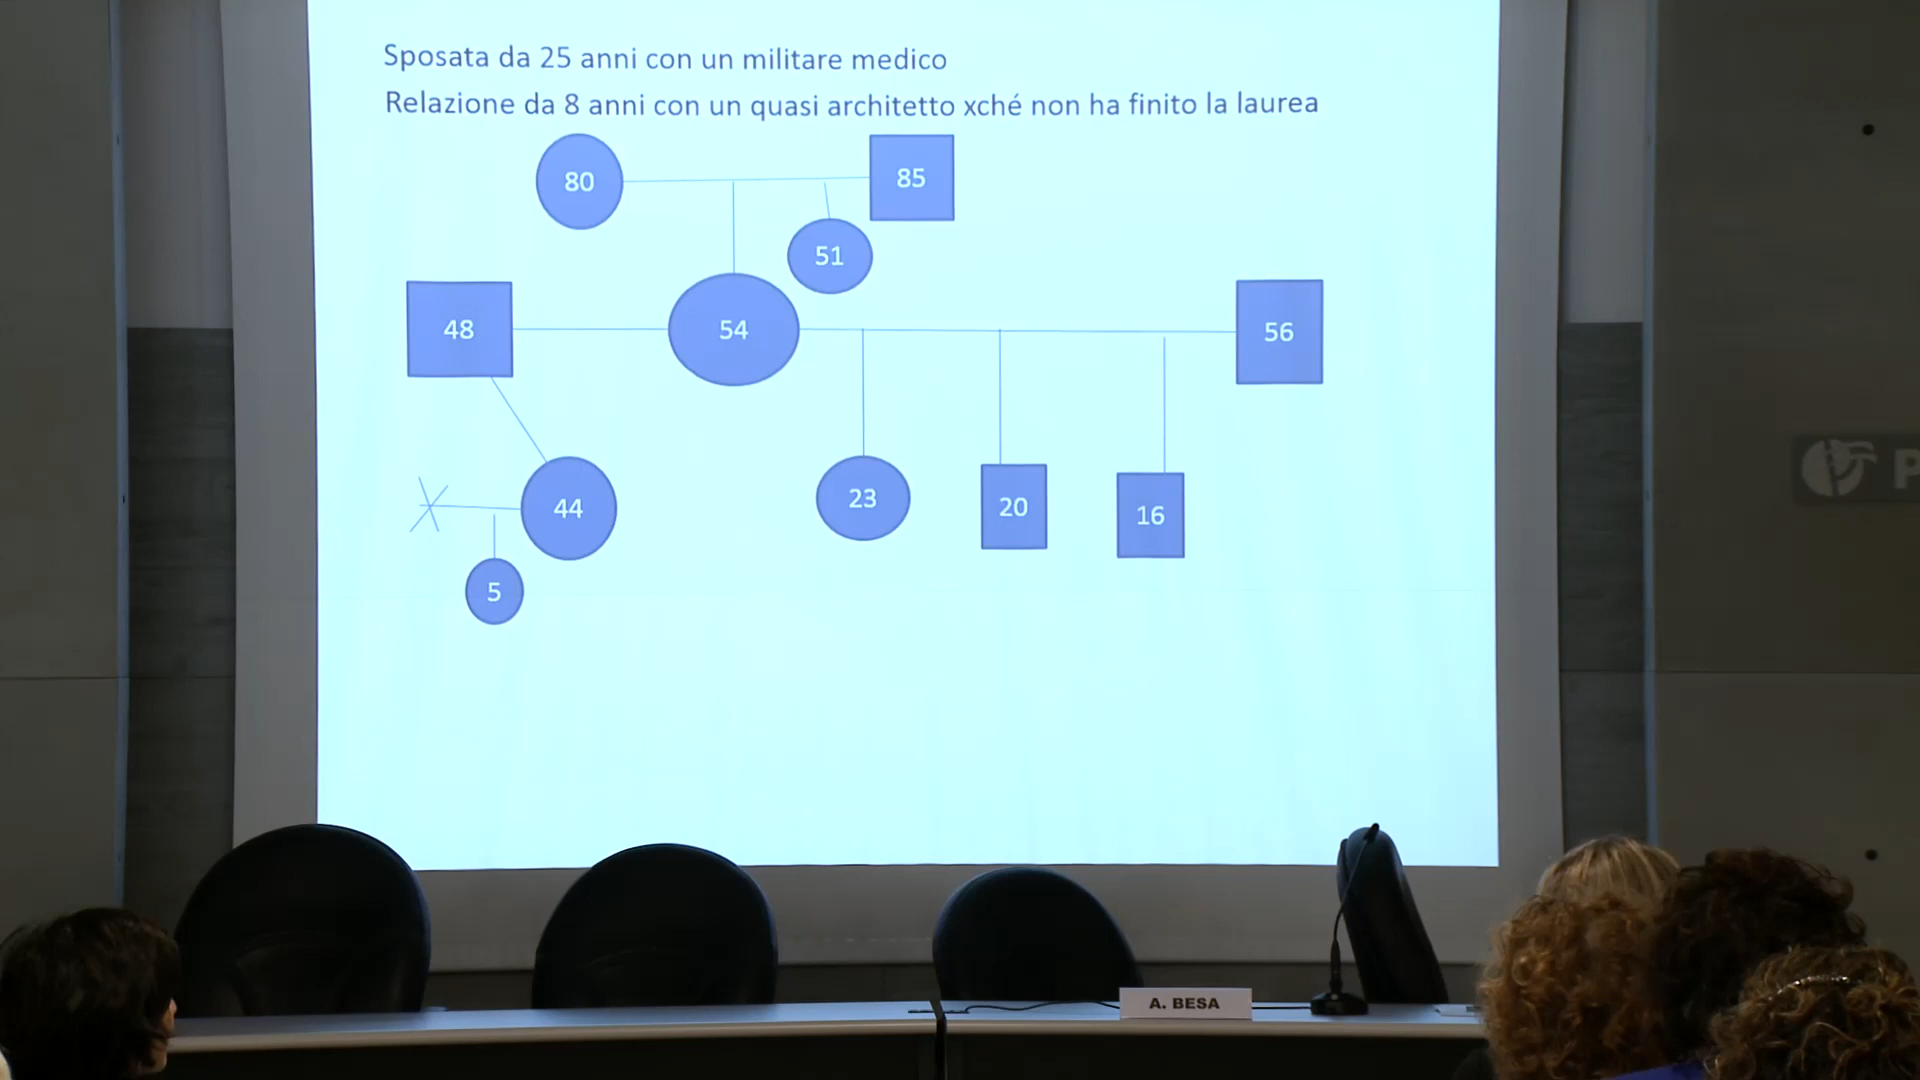 Sposata da 25 anni con un militare medico
Relazione da 8 anni con un quasi architetto xché non ha finito la laurea
80
85
51
48
54
56
44
23
20
16
5
P
A. BESA